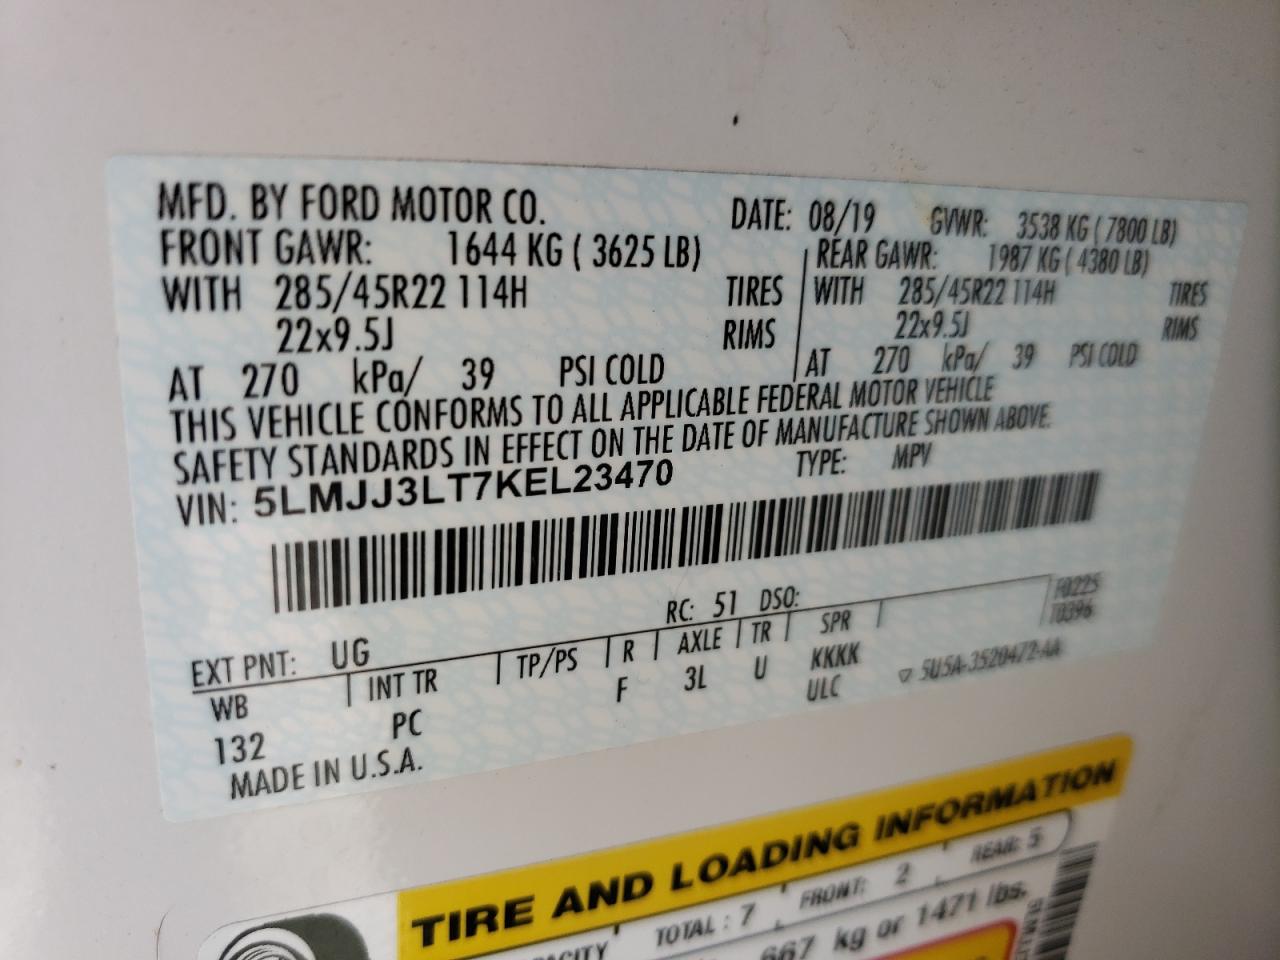 MFD. BY FORD MOTOR CO. DATE: 08/19 GVWR: 3538 KG ( 7800 LB)
FRONT GAWR: 1644 KG ( 3625 LB) REAR GAWR: 1987 KG ( 4380 LB)
WITH 285/45R22 114H TIRES WITH 285/45R22 114H TIRES
22x9.5J RIMS 22x9.5J RIMS
AT 270 kPa/ 39 PSI COLD AT 270 kPa/ 39 PSI COLD
THIS VEHICLE CONFORMS TO ALL APPLICABLE FEDERAL MOTOR VEHICLE
SAFETY STANDARDS IN EFFECT ON THE DATE OF MANUFACTURE SHOWN ABOVE.
VIN: 5LMJJ3LT7KEL23470 TYPE: MPV
EXT PNT: UG RC: 51 DSO: F0225
WB INT TR TP/PS R AXLE TR SPR T0396
132 PC F 3L U KKKK ▽ 5U5A-3520472-AA
ULC
MADE IN U.S.A.
TIRE AND LOADING INFORMATION
TOTAL : 7 FRONT: 2 REAR: 5
667 kg or 1471 lbs.